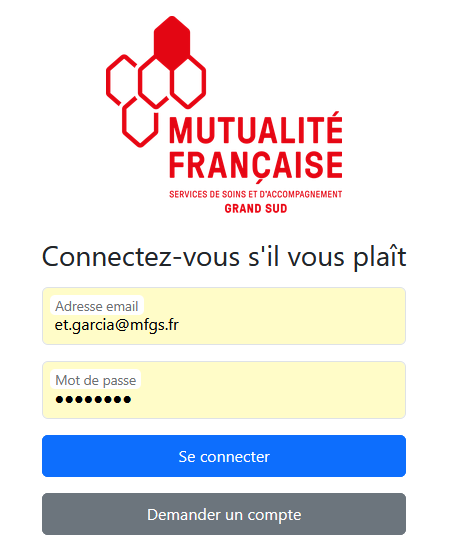 MUTUALITÉ
FRANÇAISE
SERVICES DE SOINS ET D'ACCOMPAGNEMENT
GRAND SUD
Connectez-vous s'il vous plaît
Adresse email
et.garcia@mfgs.fr
Mot de passe
••••••••
Se connecter
Demander un compte